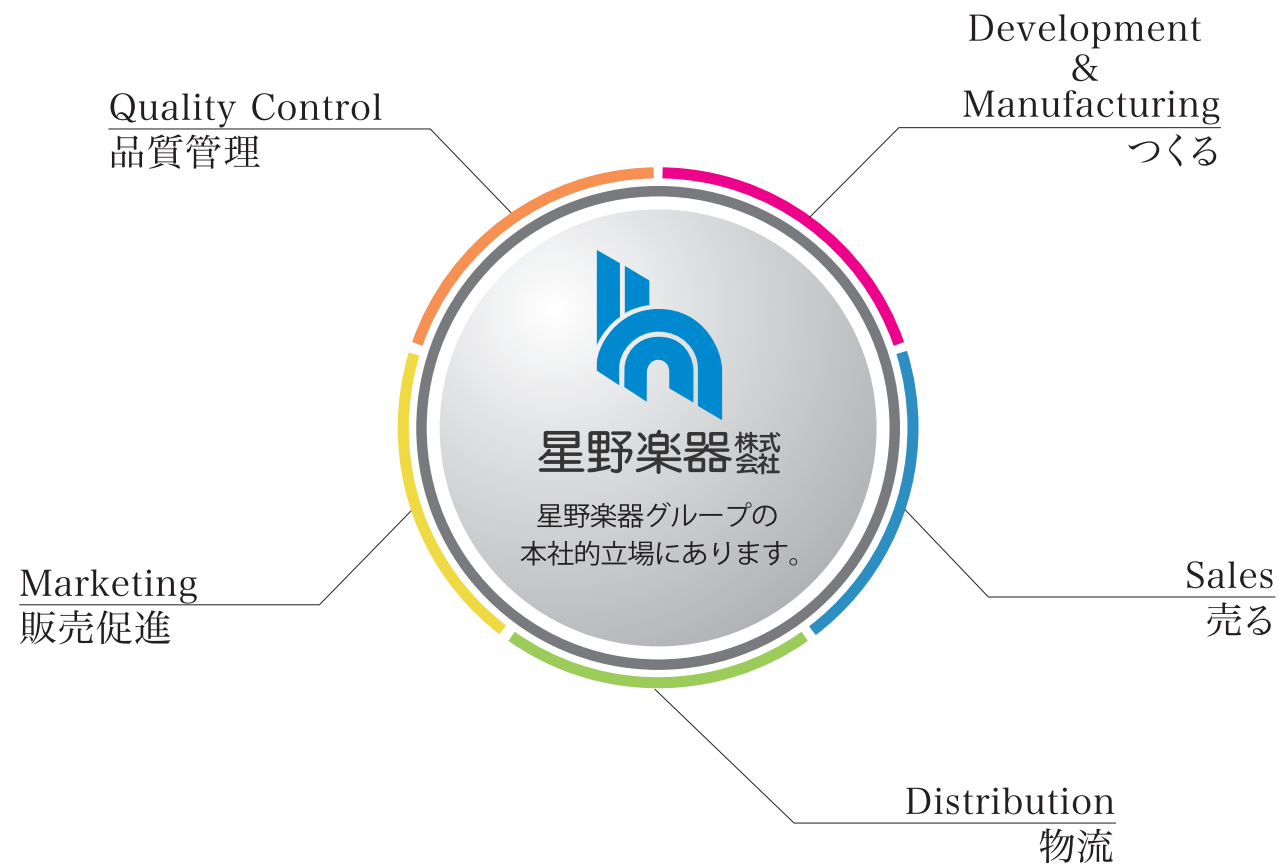 Development
&
Manufacturing
つくる
Quality Control
品質管理
星野楽器株式会社
星野楽器グループの
本社的立場にあります。
Sales
売る
Marketing
販売促進
Distribution
物流